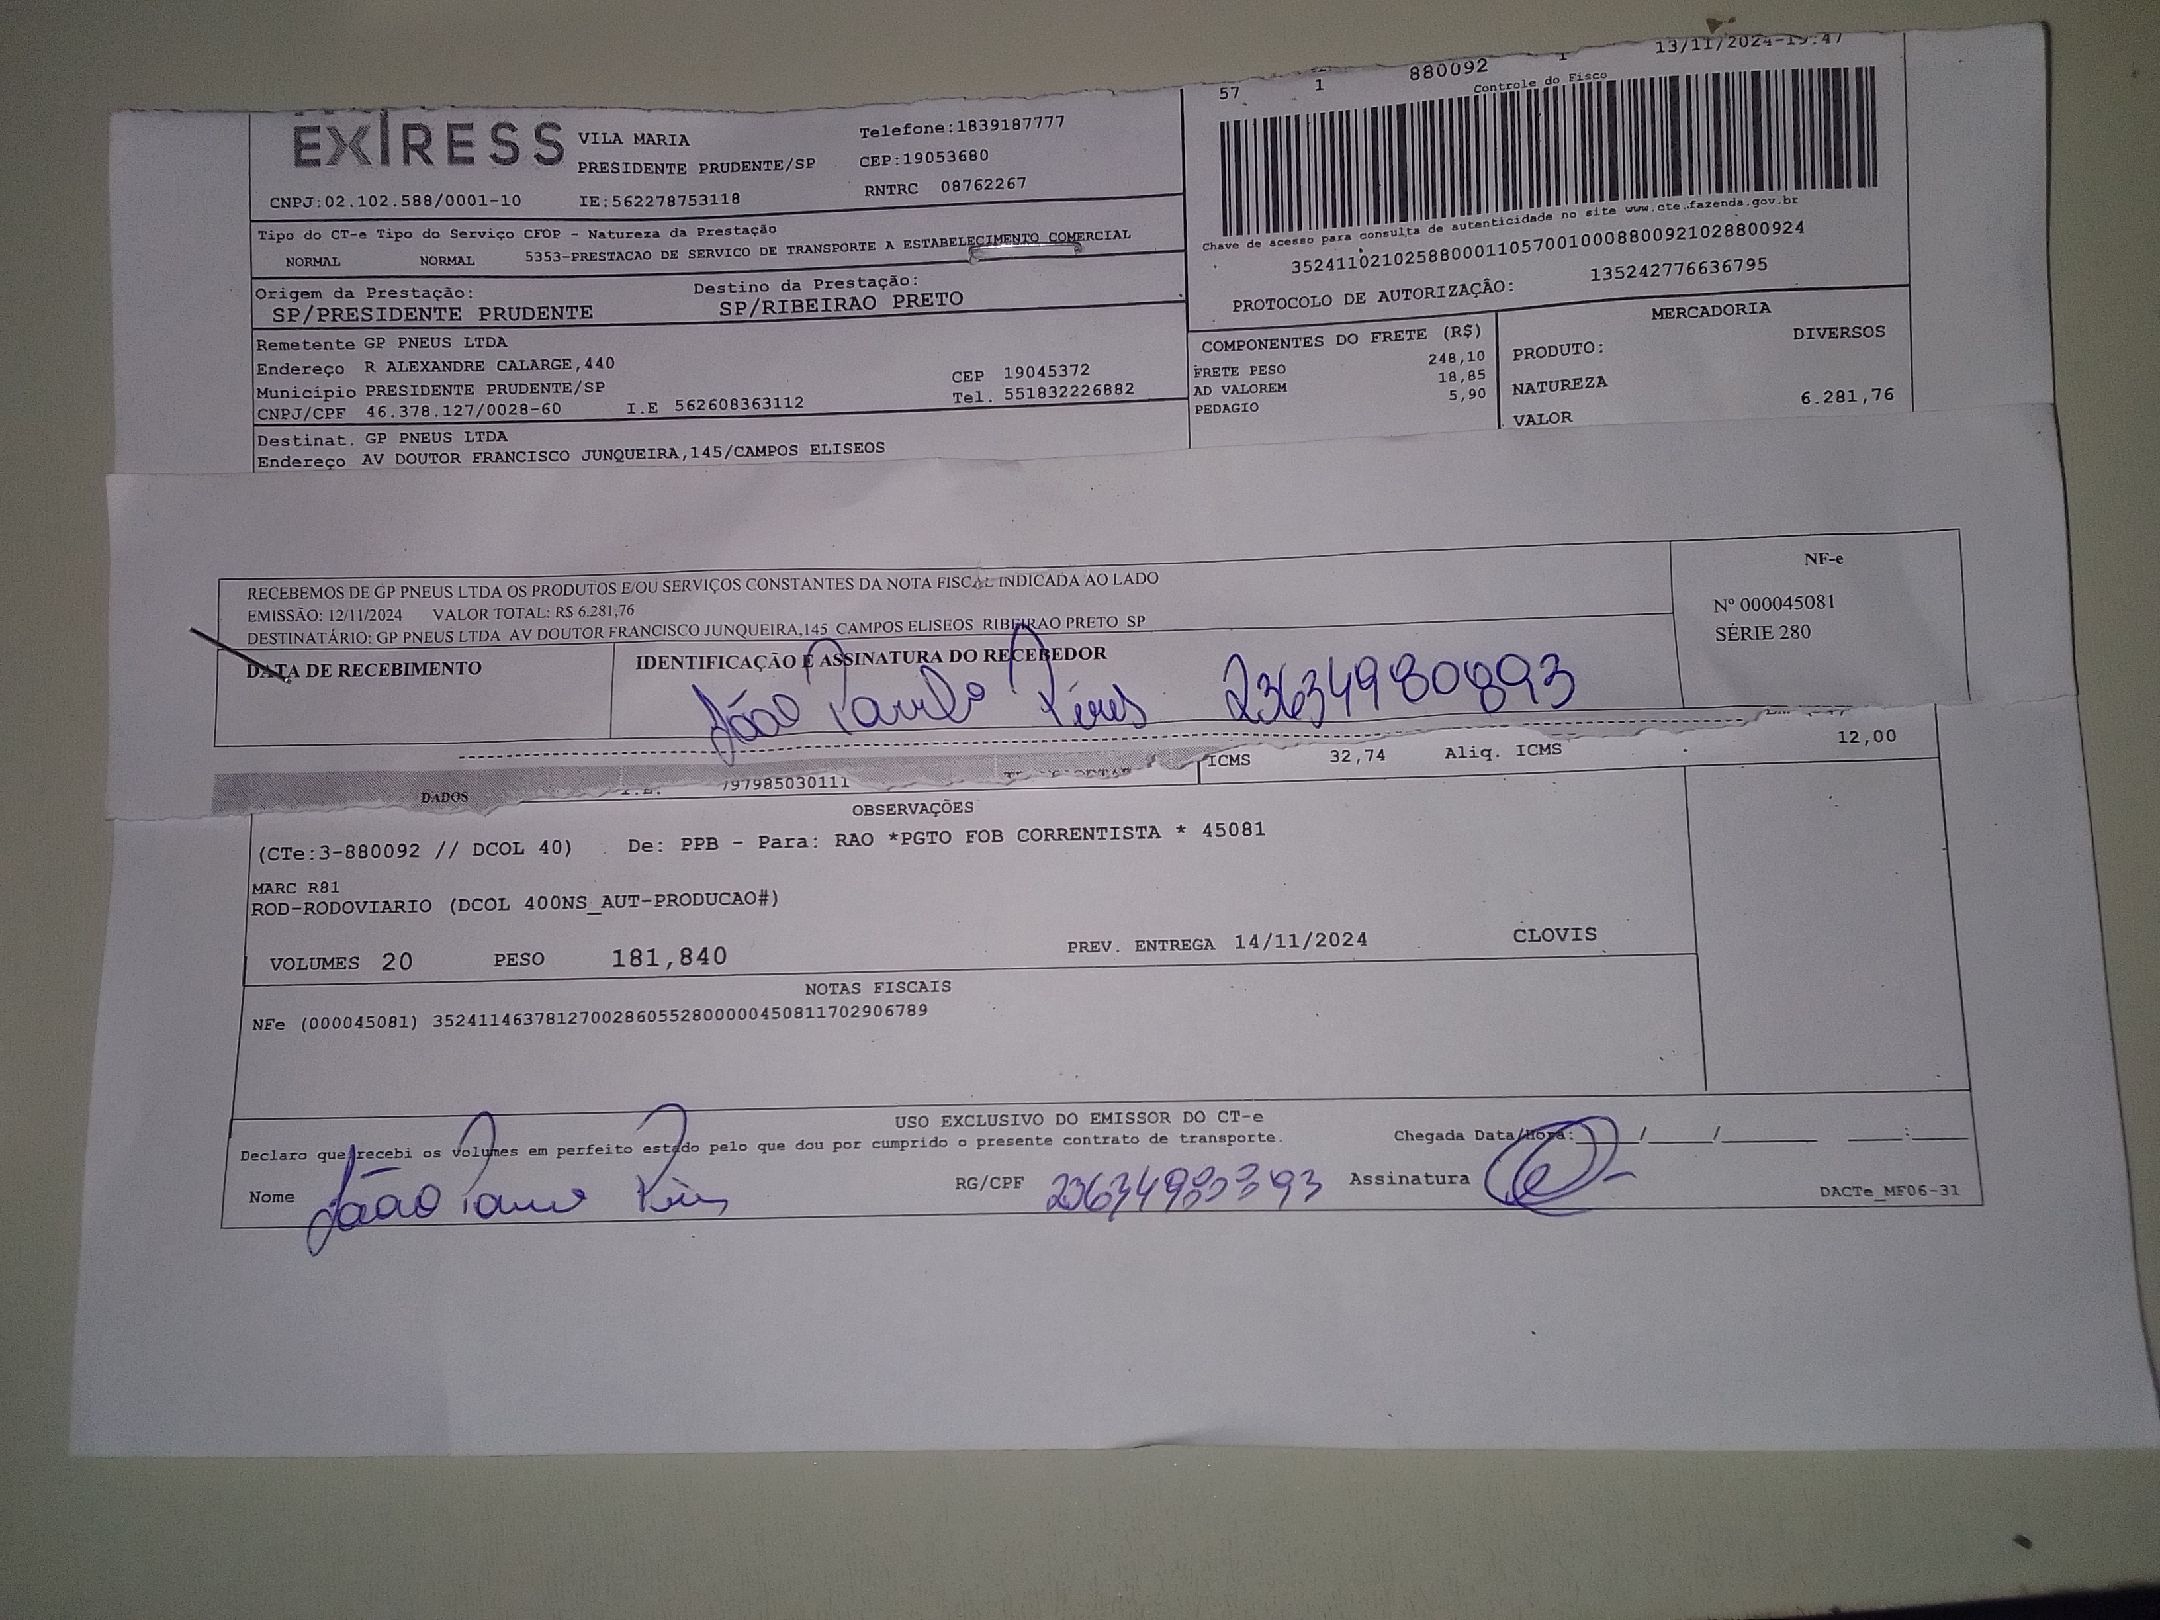 57 1 880092 1 13/11/2024-15:47
Controle do Fisco
EXPRESS
VILA MARIA
Telefone:1839187777
PRESIDENTE PRUDENTE/SP
CEP:19053680
CNPJ:02.102.588/0001-10 IE:562278753118 RNTRC 08762267
Tipo do CT-e Tipo do Serviço CFOP - Natureza da Prestação
NORMAL NORMAL 5353-PRESTACAO DE SERVICO DE TRANSPORTE A ESTABELECIMENTO COMERCIAL
Chave de acesso para consulta de autenticidade no site www.cte.fazenda.gov.br
35241102102588000110570010008800921028800924
PROTOCOLO DE AUTORIZAÇÃO: 135242776636795
Origem da Prestação: Destino da Prestação:
SP/PRESIDENTE PRUDENTE SP/RIBEIRAO PRETO
Remetente GP PNEUS LTDA
Endereço R ALEXANDRE CALARGE,440
Município PRESIDENTE PRUDENTE/SP CEP 19045372
CNPJ/CPF 46.378.127/0028-60 I.E 562608363112 Tel. 551832226882
COMPONENTES DO FRETE (R$)
FRETE PESO 248,10
AD VALOREM 18,85
PEDAGIO 5,90
MERCADORIA
PRODUTO: DIVERSOS
NATUREZA
VALOR 6.281,76
Destinat. GP PNEUS LTDA
Endereço AV DOUTOR FRANCISCO JUNQUEIRA,145/CAMPOS ELISEOS
RECEBEMOS DE GP PNEUS LTDA OS PRODUTOS E/OU SERVIÇOS CONSTANTES DA NOTA FISCAL INDICADA AO LADO
EMISSÃO: 12/11/2024 VALOR TOTAL: R$ 6.281,76
DESTINATÁRIO: GP PNEUS LTDA AV DOUTOR FRANCISCO JUNQUEIRA,145 CAMPOS ELISEOS RIBEIRAO PRETO SP
NF-e
Nº 000045081
SÉRIE 280
DATA DE RECEBIMENTO IDENTIFICAÇÃO E ASSINATURA DO RECEBEDOR
João Paulo Pires 23634980893
DADOS
797985030111
ICMS 32,74 Aliq. ICMS 12,00
OBSERVAÇÕES
(CTe:3-880092 // DCOL 40) De: PPB - Para: RAO *PGTO FOB CORRENTISTA * 45081
MARC R81
ROD-RODOVIARIO (DCOL 400NS_AUT-PRODUCAO#)
VOLUMES 20 PESO 181,840 PREV. ENTREGA 14/11/2024 CLOVIS
NOTAS FISCAIS
NFe (000045081) 35241146378127002860552800000450811702906789
USO EXCLUSIVO DO EMISSOR DO CT-e
Declaro que recebi os volumes em perfeito estado pelo que dou por cumprido o presente contrato de transporte. Chegada Data/Hora:____/____/____ ___:___
Nome João Paulo Pires RG/CPF 23634980893 Assinatura
DACTe_MF06-31